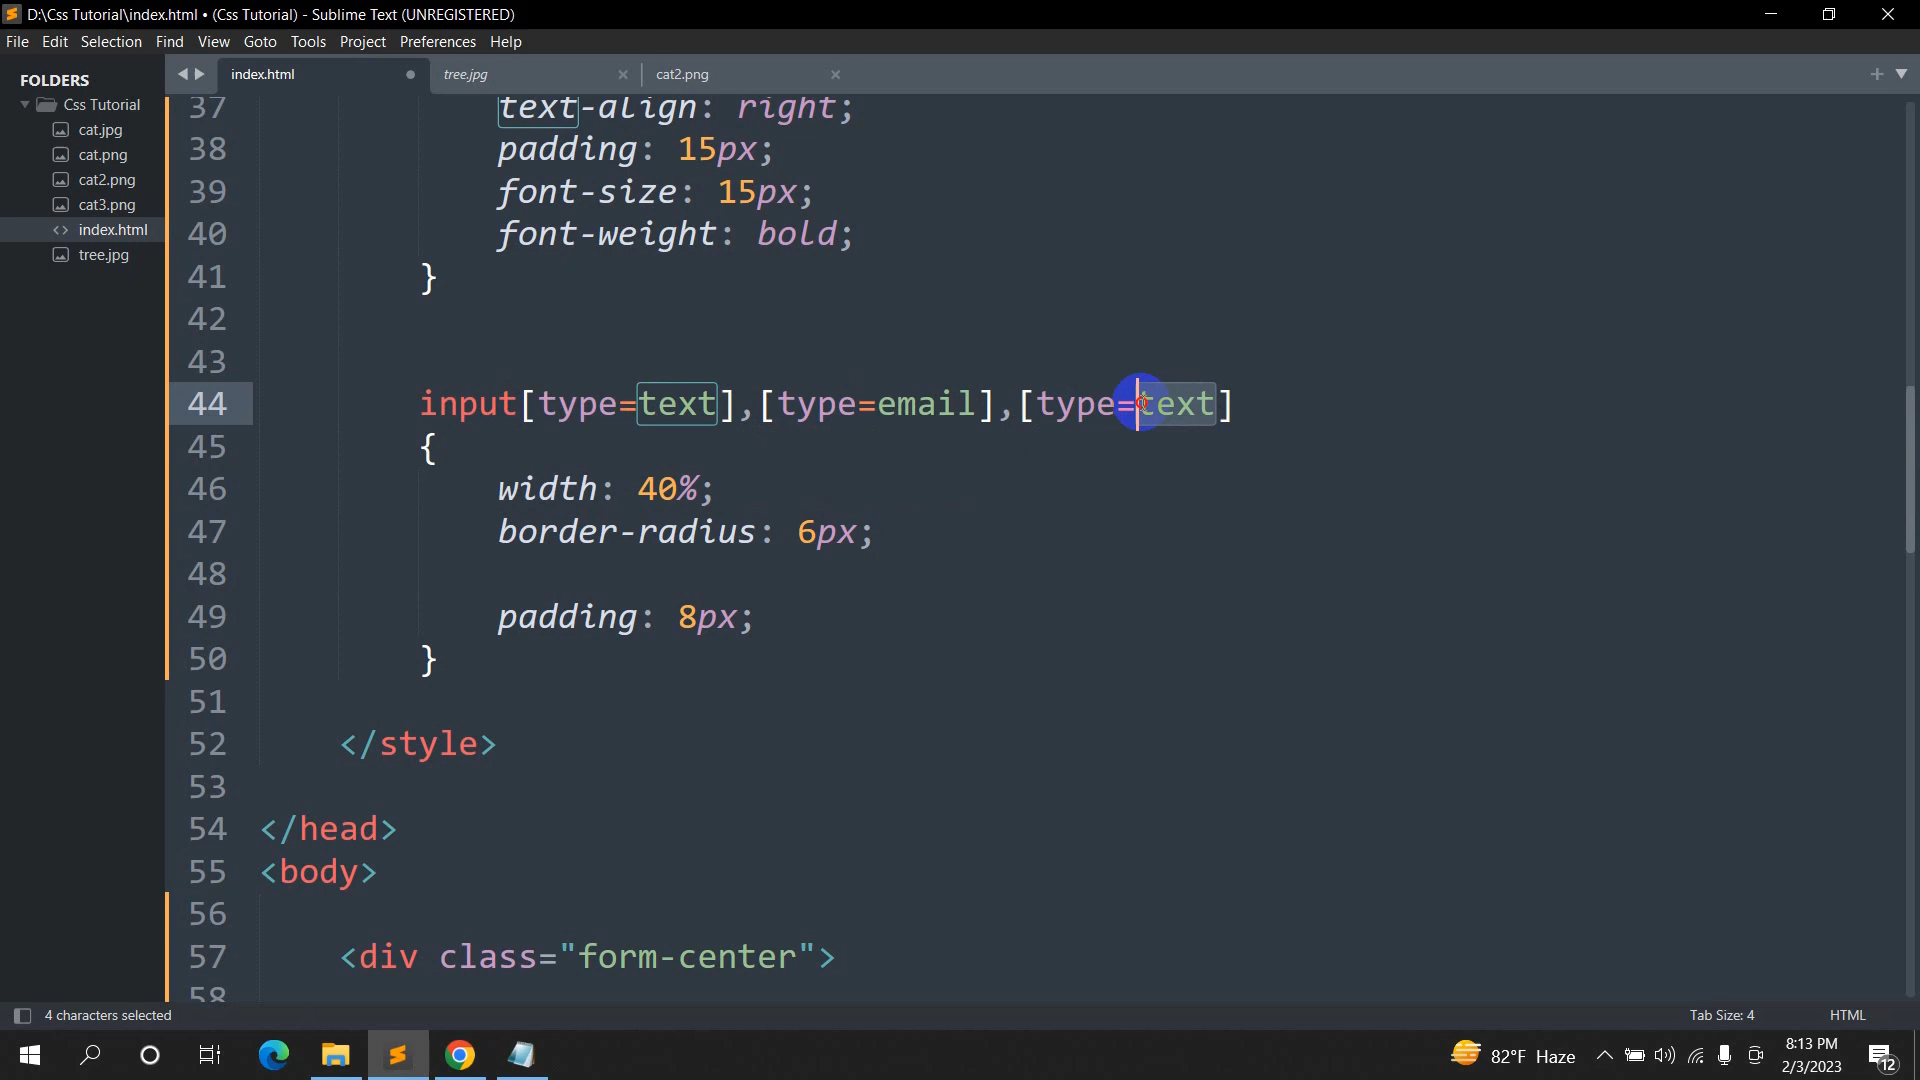 D:\Css Tutorial\index.html • (Css Tutorial) - Sublime Text (UNREGISTERED)
File Edit Selection Find View Goto Tools Project Preferences Help
FOLDERS
Css Tutorial
cat.jpg
cat.png
cat2.png
cat3.png
index.html
tree.jpg
index.html tree.jpg cat2.png
37 text-align: right;
38 padding: 15px;
39 font-size: 15px;
40 font-weight: bold;
41 }
42
43
44 input[type=text],[type=email],[type=text]
45 {
46 width: 40%;
47 border-radius: 6px;
48
49 padding: 8px;
50 }
51
52 </style>
53
54 </head>
55 <body>
56
57 <div class="form-center">
58
4 characters selected Tab Size: 4 HTML
82°F Haze
8:13 PM
2/3/2023
12